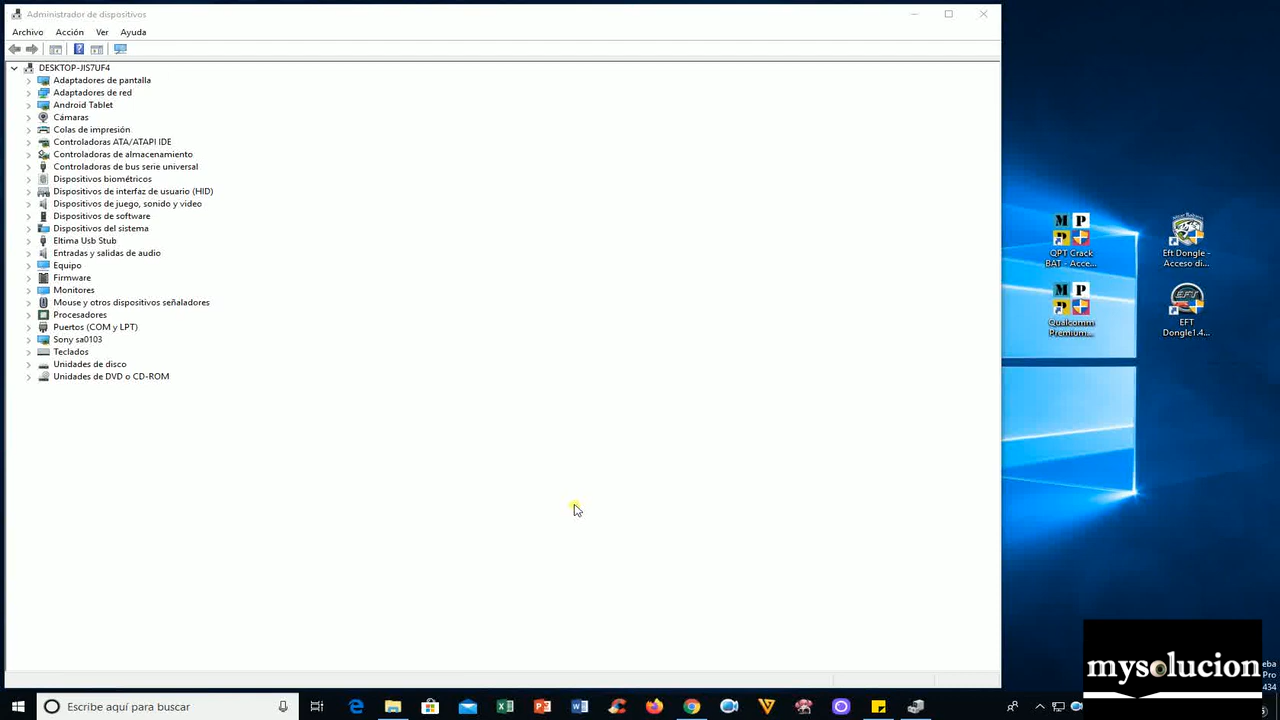 Administrador de dispositivos
Archivo Acción Ver Ayuda
DESKTOP-JIS7UF4
Adaptadores de pantalla
Adaptadores de red
Android Tablet
Cámaras
Colas de impresión
Controladoras ATA/ATAPI IDE
Controladoras de almacenamiento
Controladoras de bus serie universal
Dispositivos biométricos
Dispositivos de interfaz de usuario (HID)
Dispositivos de juego, sonido y video
Dispositivos de software
Dispositivos del sistema
Eltima Usb Stub
Entradas y salidas de audio
Equipo
Firmware
Monitores
Mouse y otros dispositivos señaladores
Procesadores
Puertos (COM y LPT)
Sony sa0103
Teclados
Unidades de disco
Unidades de DVD o CD-ROM
M P
P
QPT Crack
BAT - Acce...
Eft Dongle -
Acceso di...
M P
P
Qualcomm
Premium...
EFT
EFT
Dongle1.4...
mysolucion
eba
Pro
434
Escribe aquí para buscar